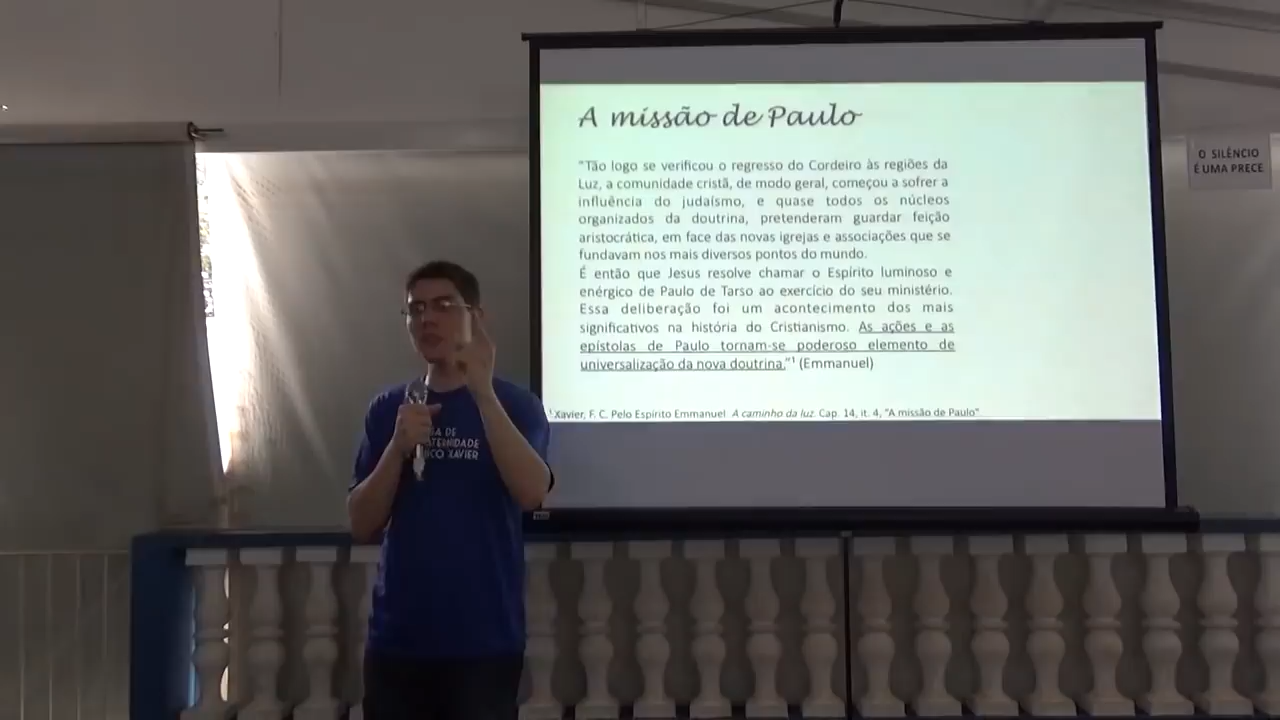 A missão de Paulo
"Tão logo se verificou o regresso do Cordeiro às regiões da
Luz, a comunidade cristã, de modo geral, começou a sofrer a
influência do judaísmo, e quase todos os núcleos
organizados da doutrina, pretenderam guardar feição
aristocrática, em face das novas igrejas e associações que se
fundavam nos mais diversos pontos do mundo.
É então que Jesus resolve chamar o Espírito luminoso e
enérgico de Paulo de Tarso ao exercício do seu ministério.
Essa deliberação foi um acontecimento dos mais
significativos na história do Cristianismo. As ações e as
epístolas de Paulo tornam-se poderoso elemento de
universalização da nova doutrina."¹ (Emmanuel)
¹ Xavier, F. C. Pelo Espírito Emmanuel. A caminho da luz. Cap. 14, it. 4, "A missão de Paulo"
O SILÊNCIO
É UMA PRECE
DE
XAVIER